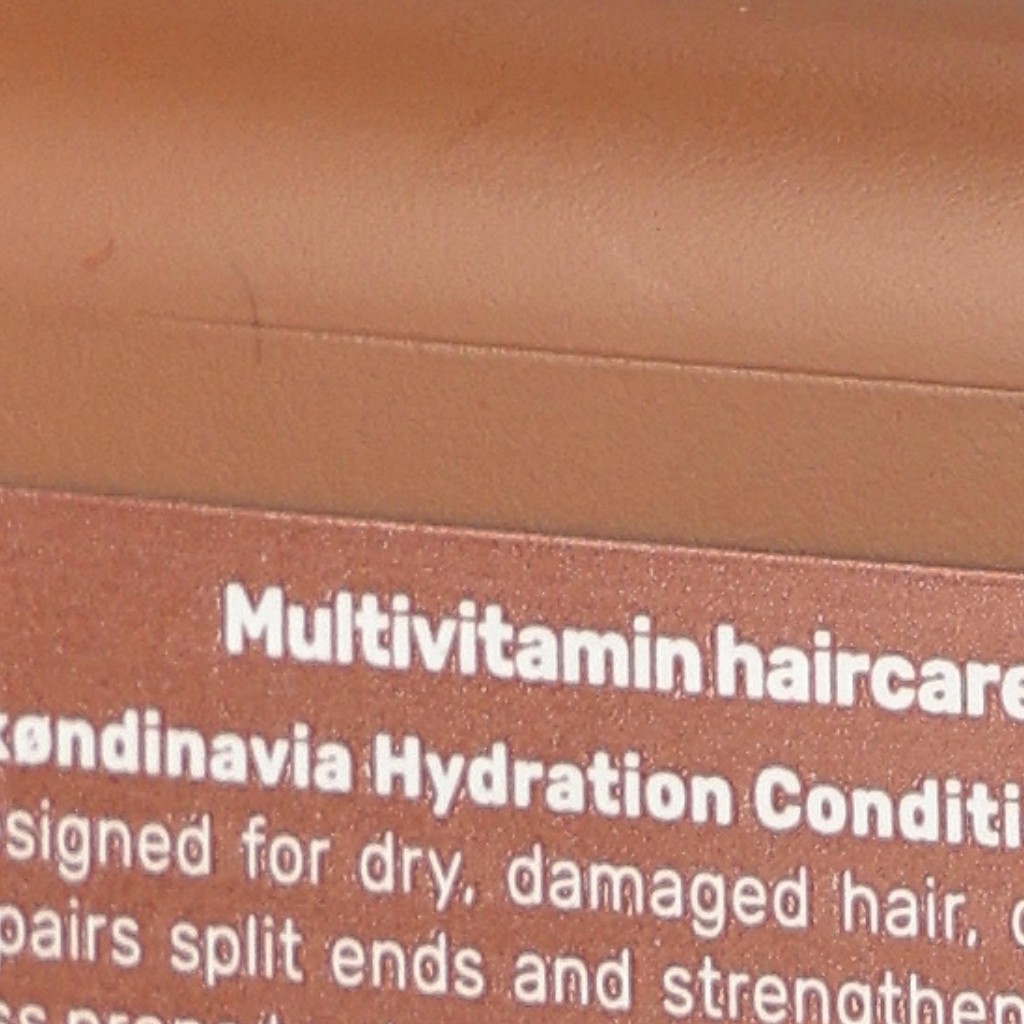 Multivitamin haircare
køndinavia Hydration Conditi
signed for dry, damaged hair,
pairs split ends and strengthen